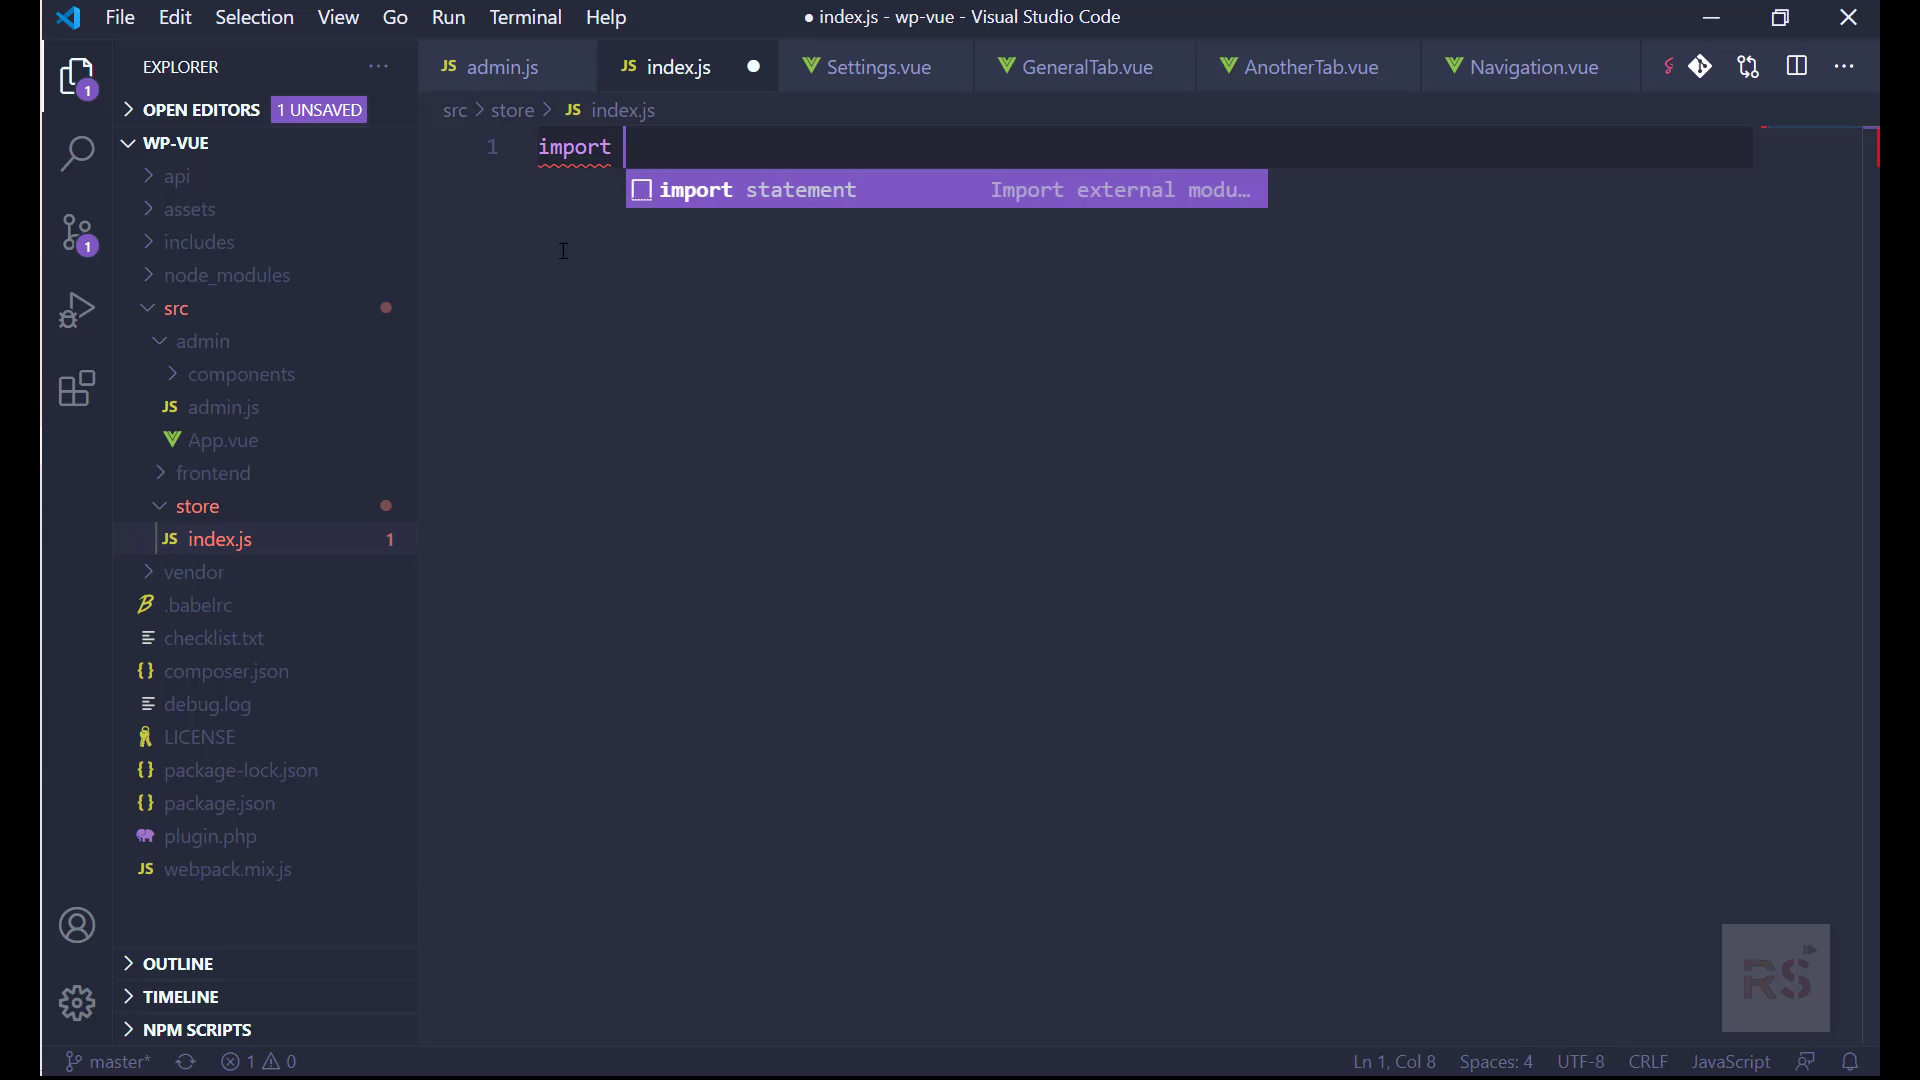 File Edit Selection View Go Run Terminal Help
● index.js - wp-vue - Visual Studio Code
EXPLORER
OPEN EDITORS 1 UNSAVED
WP-VUE
api
assets
includes
node_modules
src
admin
components
JS admin.js
App.vue
frontend
store
JS index.js 1
vendor
.babelrc
checklist.txt
{} composer.json
debug.log
LICENSE
{} package-lock.json
{} package.json
plugin.php
JS webpack.mix.js
OUTLINE
TIMELINE
NPM SCRIPTS
1
1
JS admin.js JS index.js Settings.vue GeneralTab.vue AnotherTab.vue Navigation.vue
src > store > JS index.js
1 import
import statement Import external modu...
RS
master* 1 0 Ln 1, Col 8 Spaces: 4 UTF-8 CRLF JavaScript